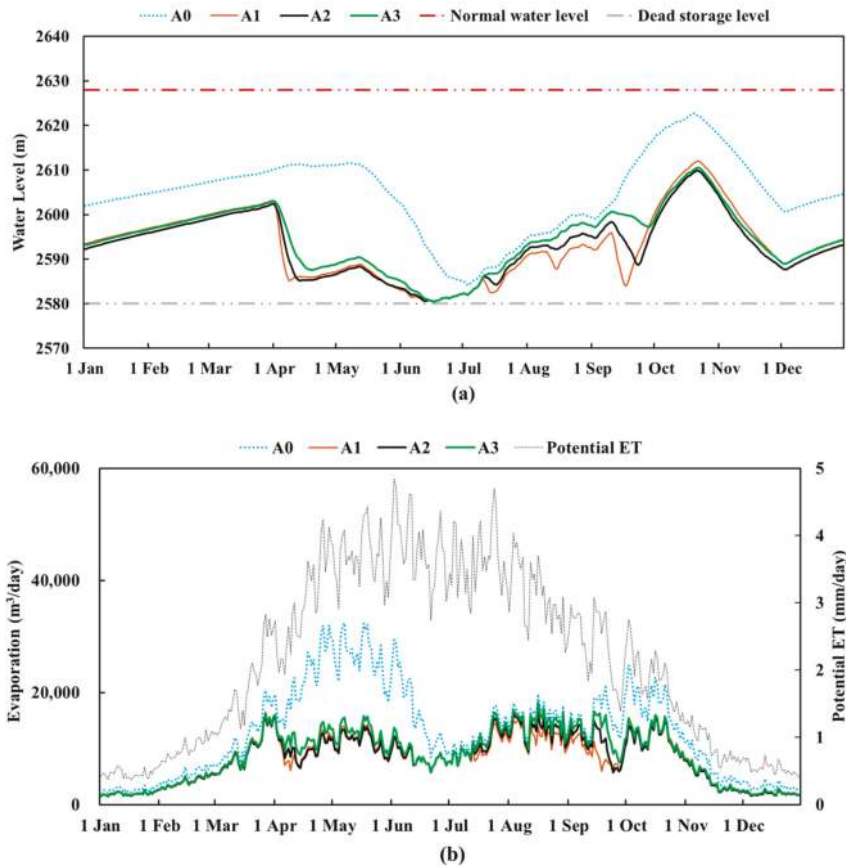 A0 A1 A2 A3 Normal water level Dead storage level
2640
2630
2620
2610
2600
2590
2580
2570
Water Level (m)
1 Jan 1 Feb 1 Mar 1 Apr 1 May 1 Jun 1 Jul 1 Aug 1 Sep 1 Oct 1 Nov 1 Dec
(a)
A0 A1 A2 A3 Potential ET
60,000
40,000
20,000
0
Evaporation (m³/day)
5
4
3
2
1
0
Potential ET (mm/day)
1 Jan 1 Feb 1 Mar 1 Apr 1 May 1 Jun 1 Jul 1 Aug 1 Sep 1 Oct 1 Nov 1 Dec
(b)